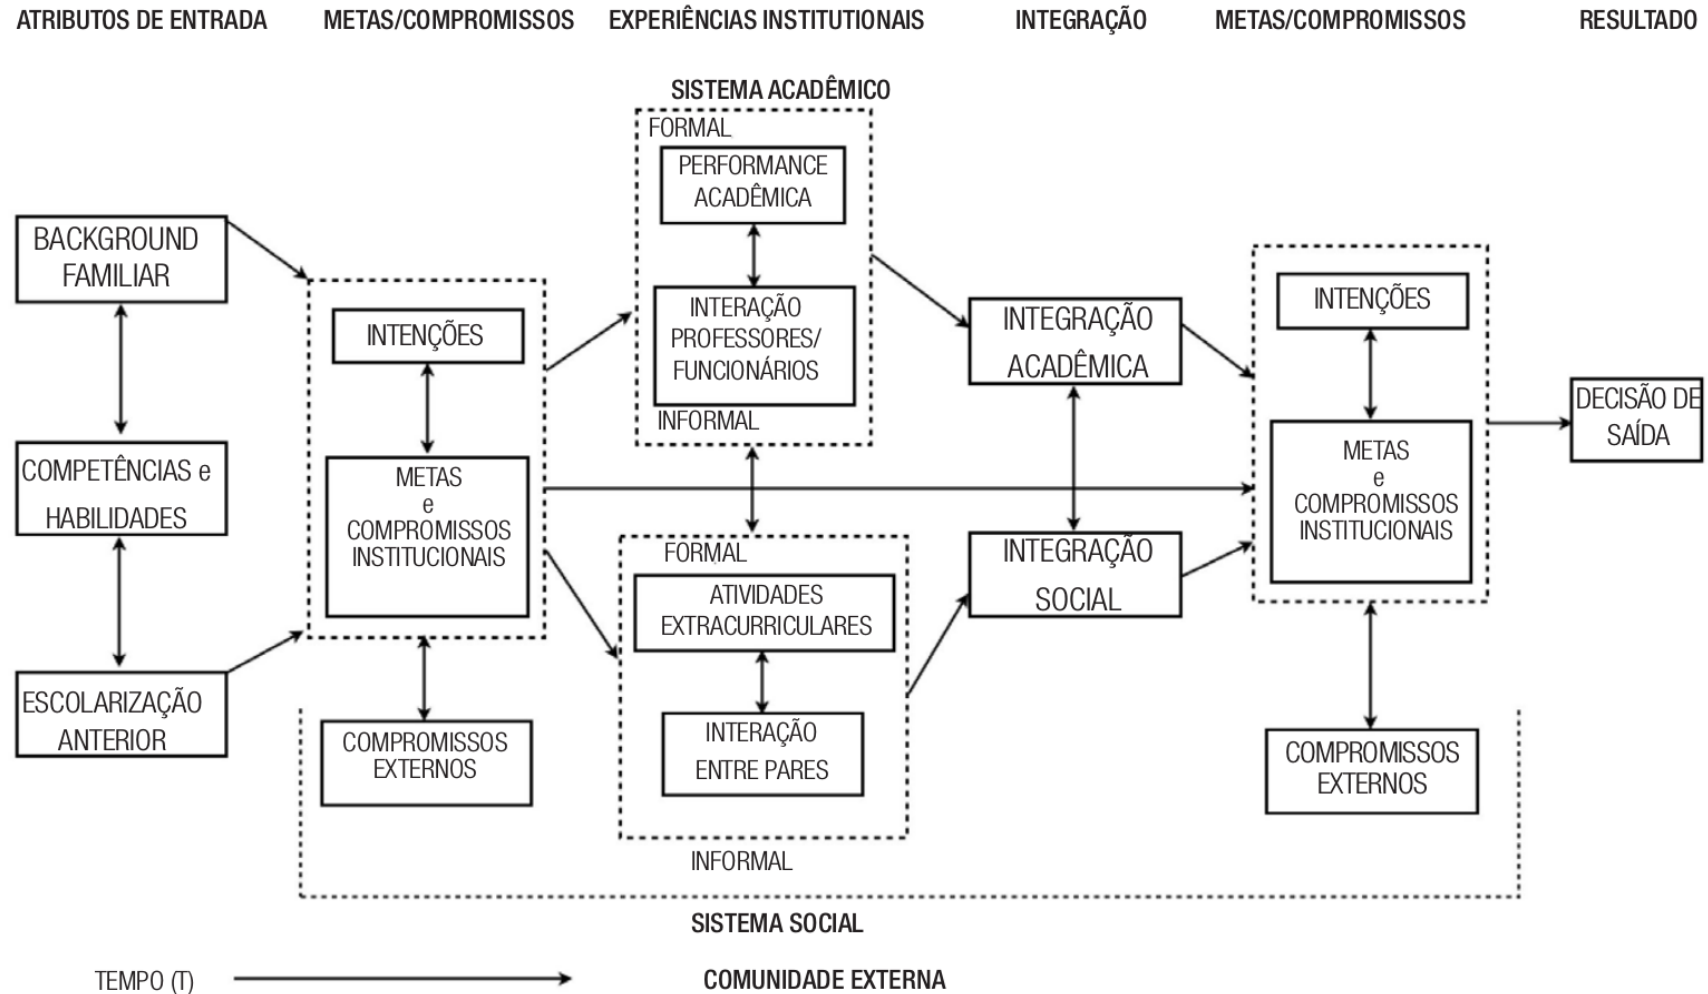 ATRIBUTOS DE ENTRADA
METAS/COMPROMISSOS
EXPERIÊNCIAS INSTITUTIONAIS
INTEGRAÇÃO
METAS/COMPROMISSOS
RESULTADO
BACKGROUND
FAMILIAR
COMPETÊNCIAS e
HABILIDADES
ESCOLARIZAÇÃO
ANTERIOR
INTENÇÕES
METAS
e
COMPROMISSOS
INSTITUCIONAIS
COMPROMISSOS
EXTERNOS
SISTEMA ACADÊMICO
FORMAL
PERFORMANCE
ACADÊMICA
INTERAÇÃO
PROFESSORES/
FUNCIONÁRIOS
INFORMAL
FORMAL
ATIVIDADES
EXTRACURRICULARES
INTERAÇÃO
ENTRE PARES
INFORMAL
SISTEMA SOCIAL
INTEGRAÇÃO
ACADÊMICA
INTEGRAÇÃO
SOCIAL
INTENÇÕES
METAS
e
COMPROMISSOS
INSTITUCIONAIS
COMPROMISSOS
EXTERNOS
DECISÃO DE
SAÍDA
TEMPO (T)
COMUNIDADE EXTERNA